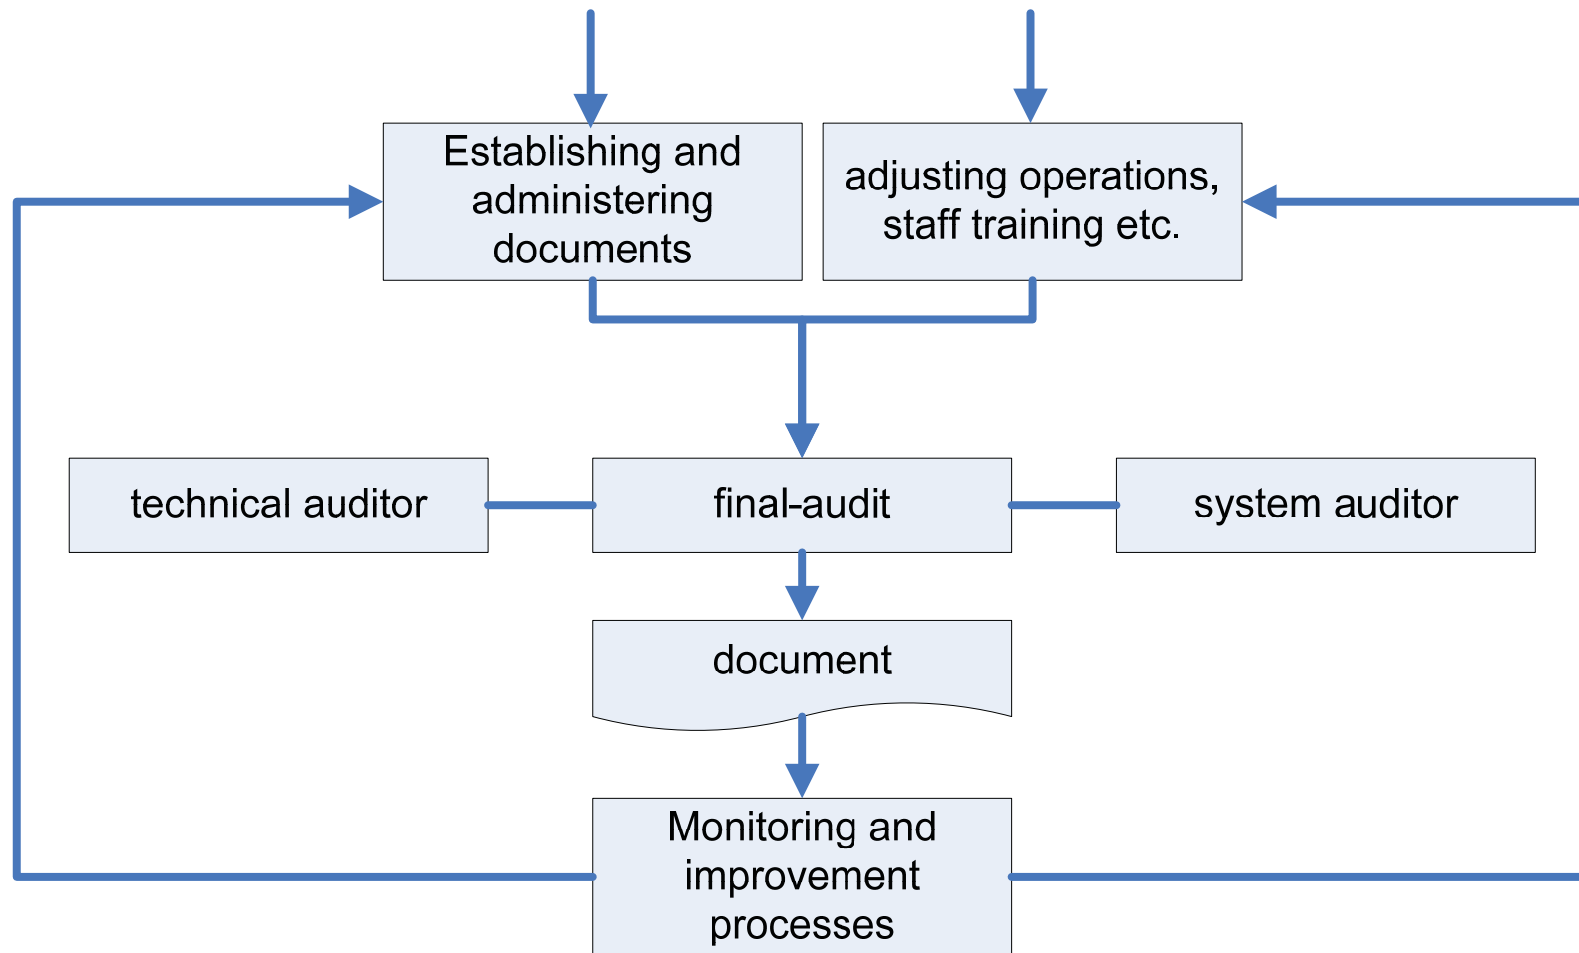 Establishing and
administering
documents
adjusting operations,
staff training etc.
technical auditor
final-audit
system auditor
document
Monitoring and
improvement
processes